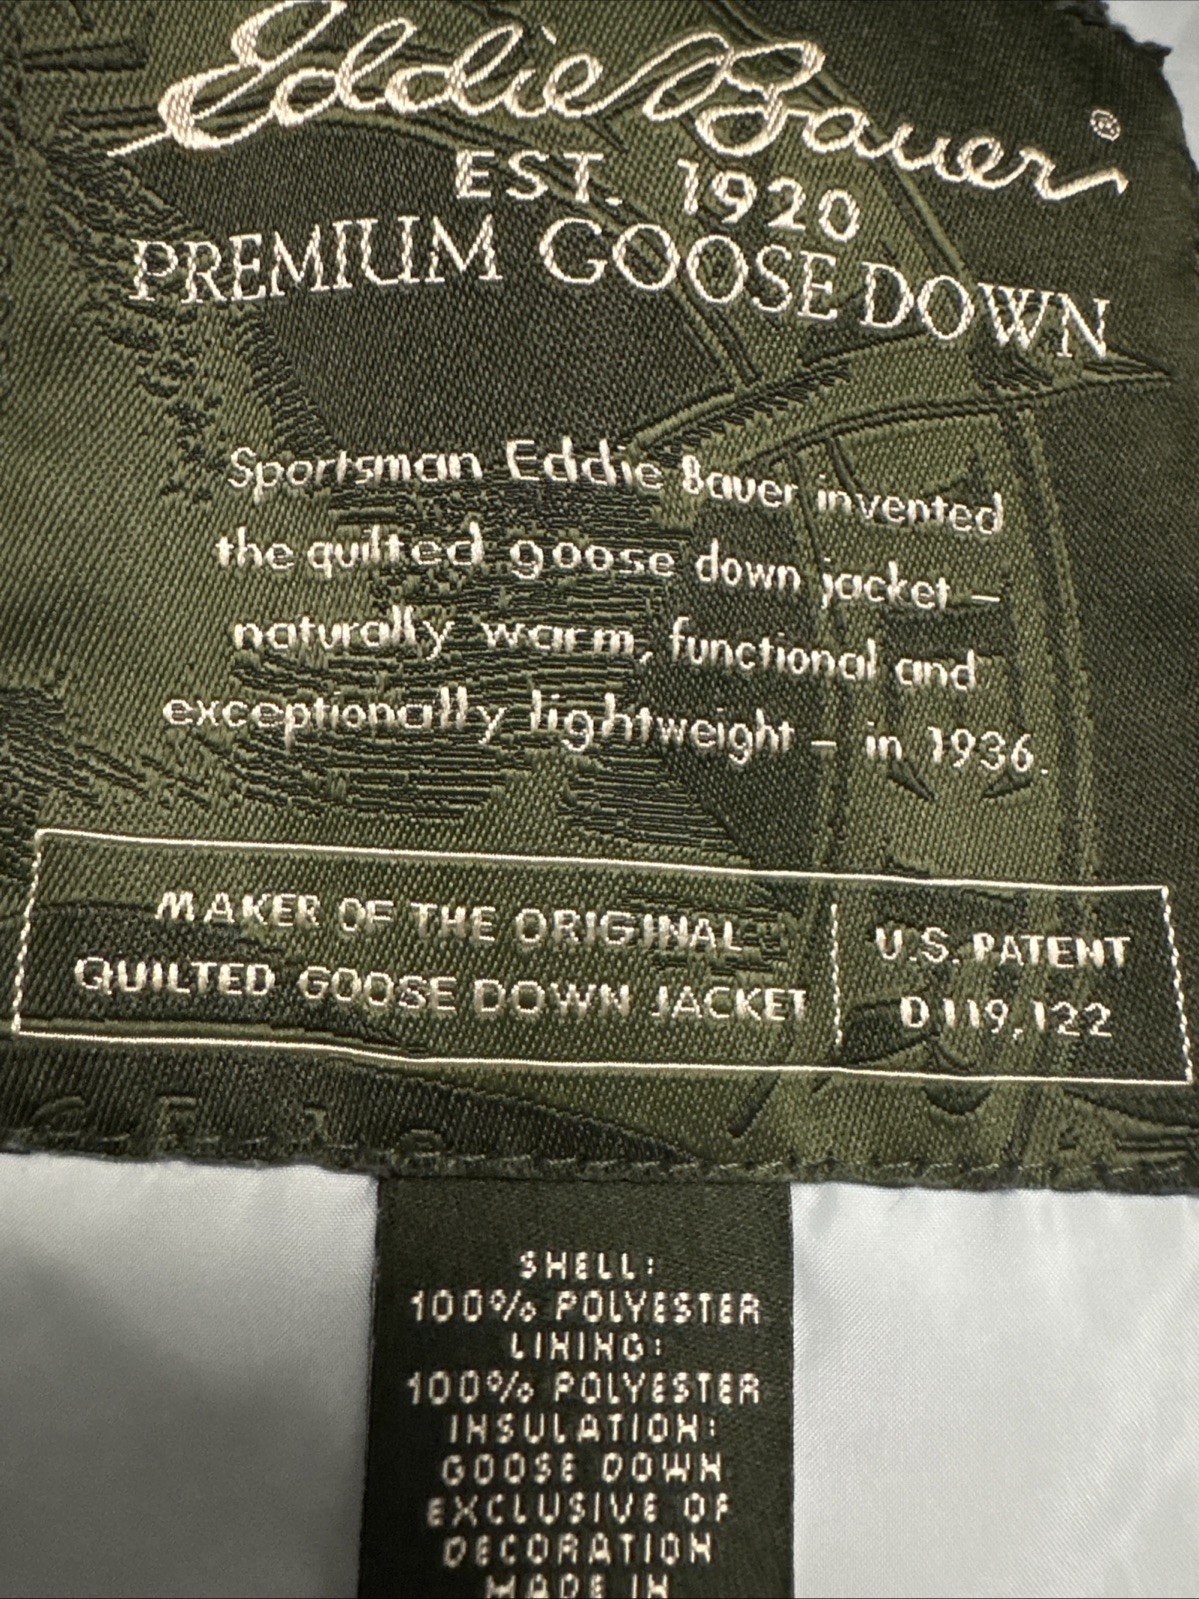 Eddie Bauer®
EST. 1920
PREMIUM GOOSE DOWN
Sportsman Eddie Bauer invented
the quilted goose down jacket –
naturally warm, functional and
exceptionally lightweight – in 1936.
MAKER OF THE ORIGINAL
QUILTED GOOSE DOWN JACKET
U.S. PATENT
D119,122
SHELL:
100% POLYESTER
LINING:
100% POLYESTER
INSULATION:
GOOSE DOWN
EXCLUSIVE OF
DECORATION
MADE IN